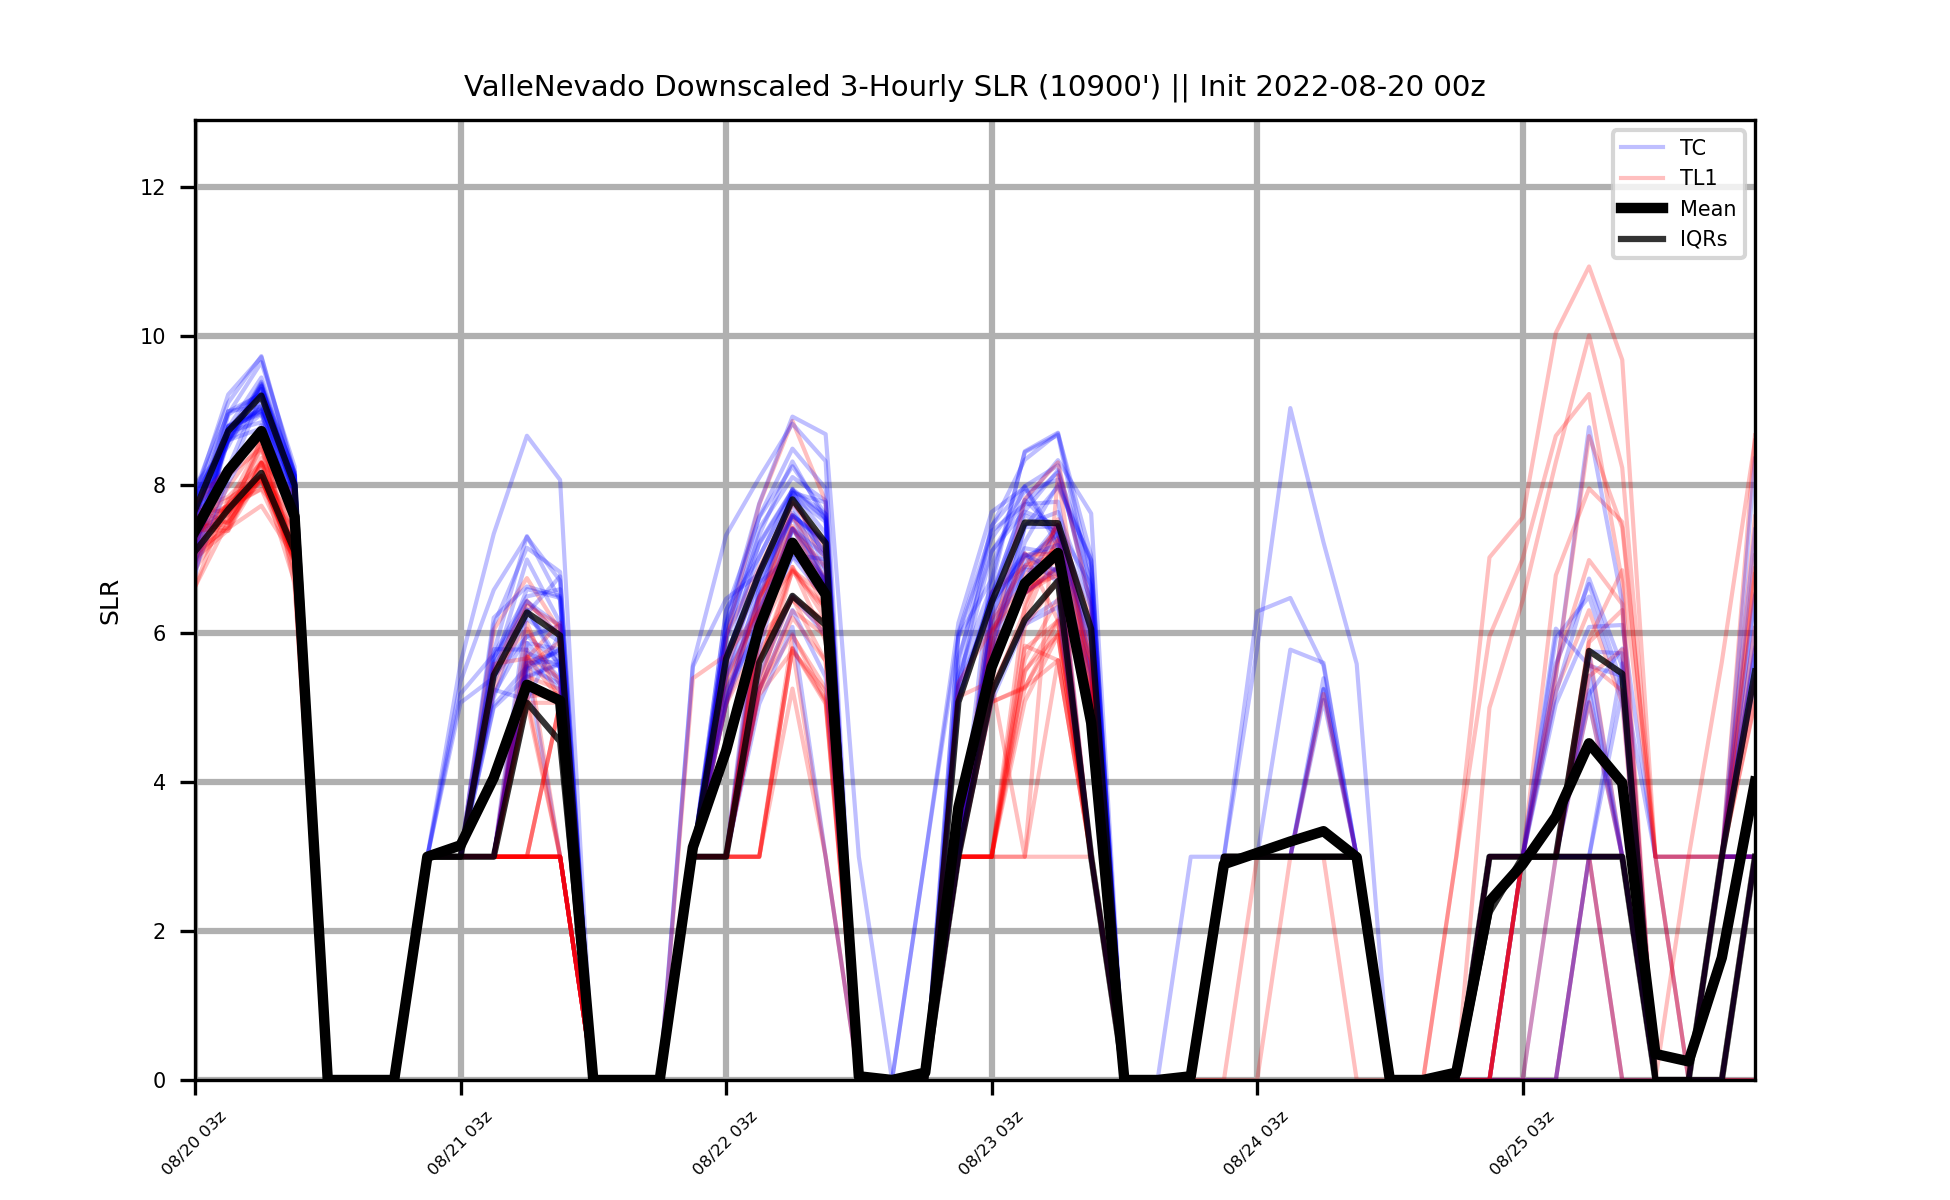 ValleNevado Downscaled 3-Hourly SLR (10900') || Init 2022-08-20 00z
TC
TL1
Mean
IQRs
SLR
12
10
8
6
4
2
0
08/20 03z
08/21 03z
08/22 03z
08/23 03z
08/24 03z
08/25 03z